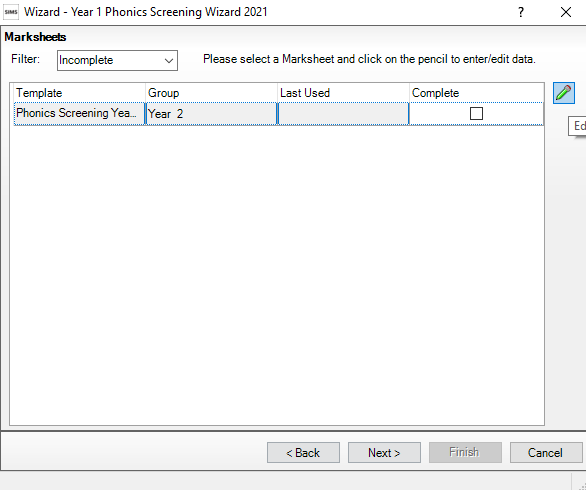 SIMS Wizard - Year 1 Phonics Screening Wizard 2021 ?
Marksheets
Filter: Incomplete Please select a Marksheet and click on the pencil to enter/edit data.
Template Group Last Used Complete
Phonics Screening Yea... Year 2
Ed
< Back Next > Finish Cancel